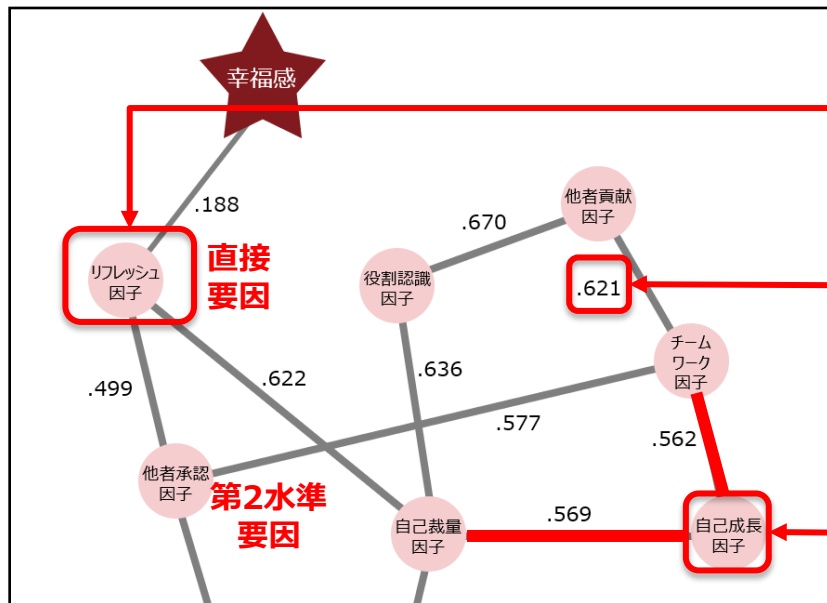 幸福感
.188
他者貢献
因子
.670
リフレッシュ
因子
直接
要因
役割認識
因子
.621
チーム
ワーク
因子
.499
.622
.636
.577
.562
他者承認
因子
第2水準
要因
自己裁量
因子
.569
自己成長
因子